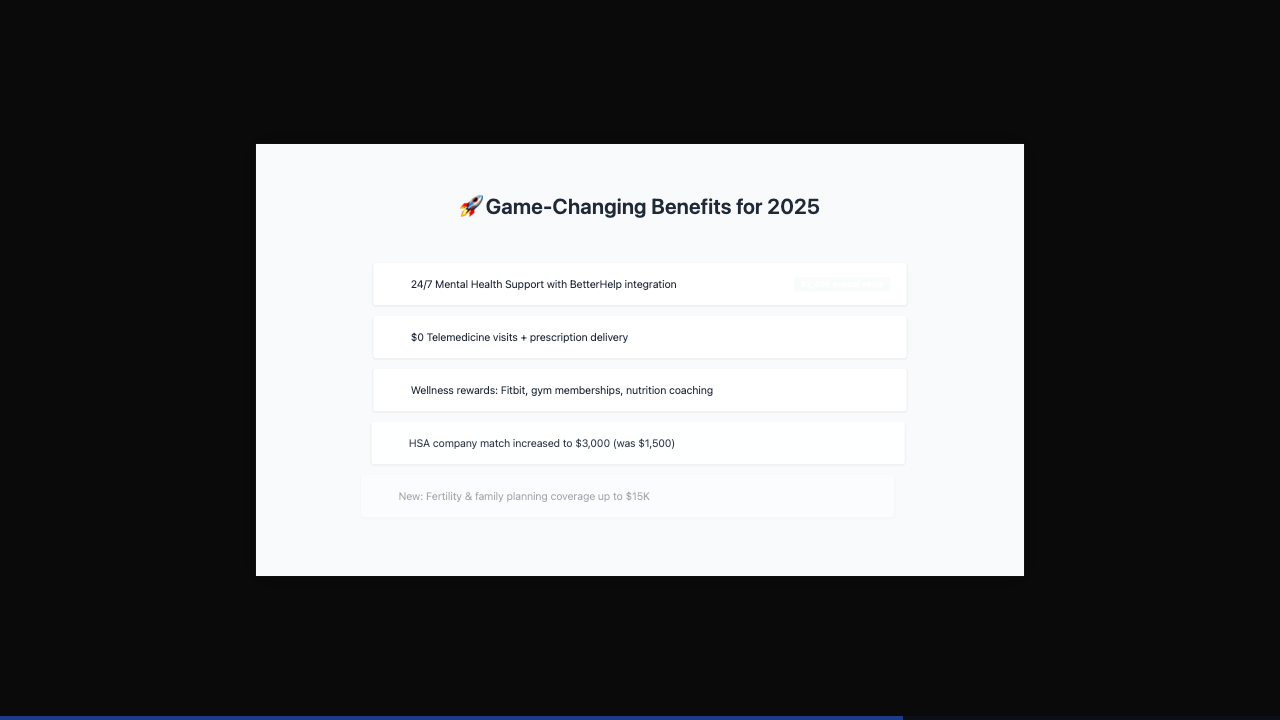 🚀Game-Changing Benefits for 2025
24/7 Mental Health Support with BetterHelp integration
$0 Telemedicine visits + prescription delivery
Wellness rewards: Fitbit, gym memberships, nutrition coaching
HSA company match increased to $3,000 (was $1,500)
New: Fertility & family planning coverage up to $15K